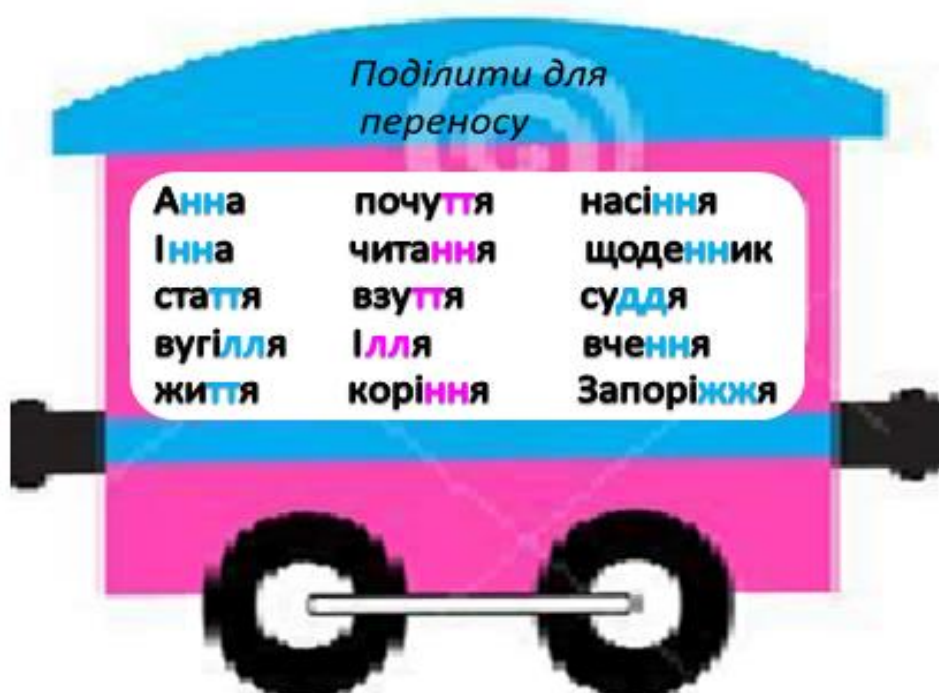 Поділити для
переносу
Анна почуття насіння
Інна читання щоденник
стаття взуття суддя
вугілля Ілля вчення
життя коріння Запоріжжя